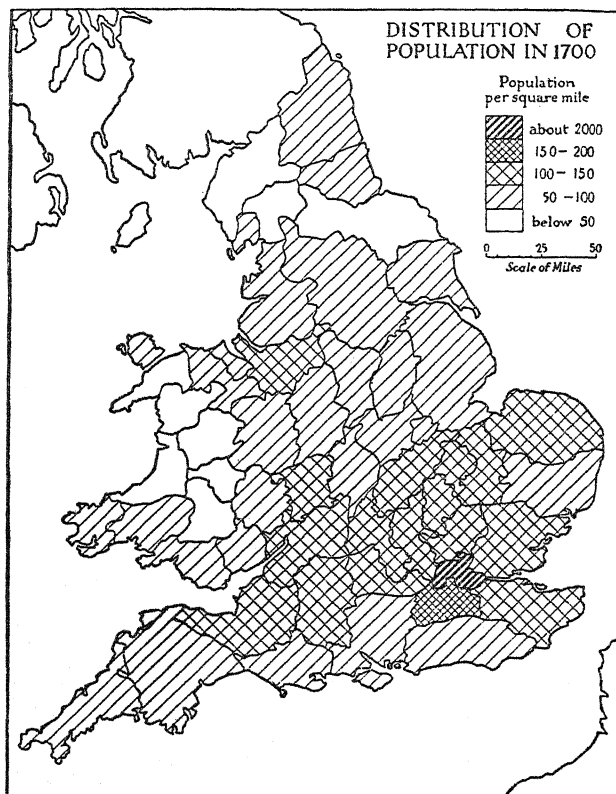 DISTRIBUTION OF
POPULATION IN 1700
Population
per square mile
about 2000
150–200
100–150
50–100
below 50
0 25 50
Scale of Miles